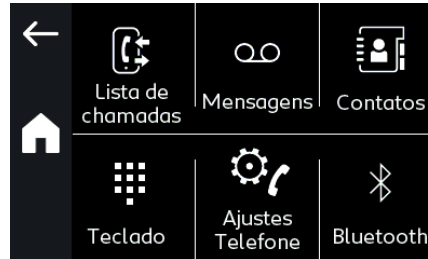 Lista de
chamadas
Mensagens
Contatos
Teclado
Ajustes
Telefone
Bluetooth